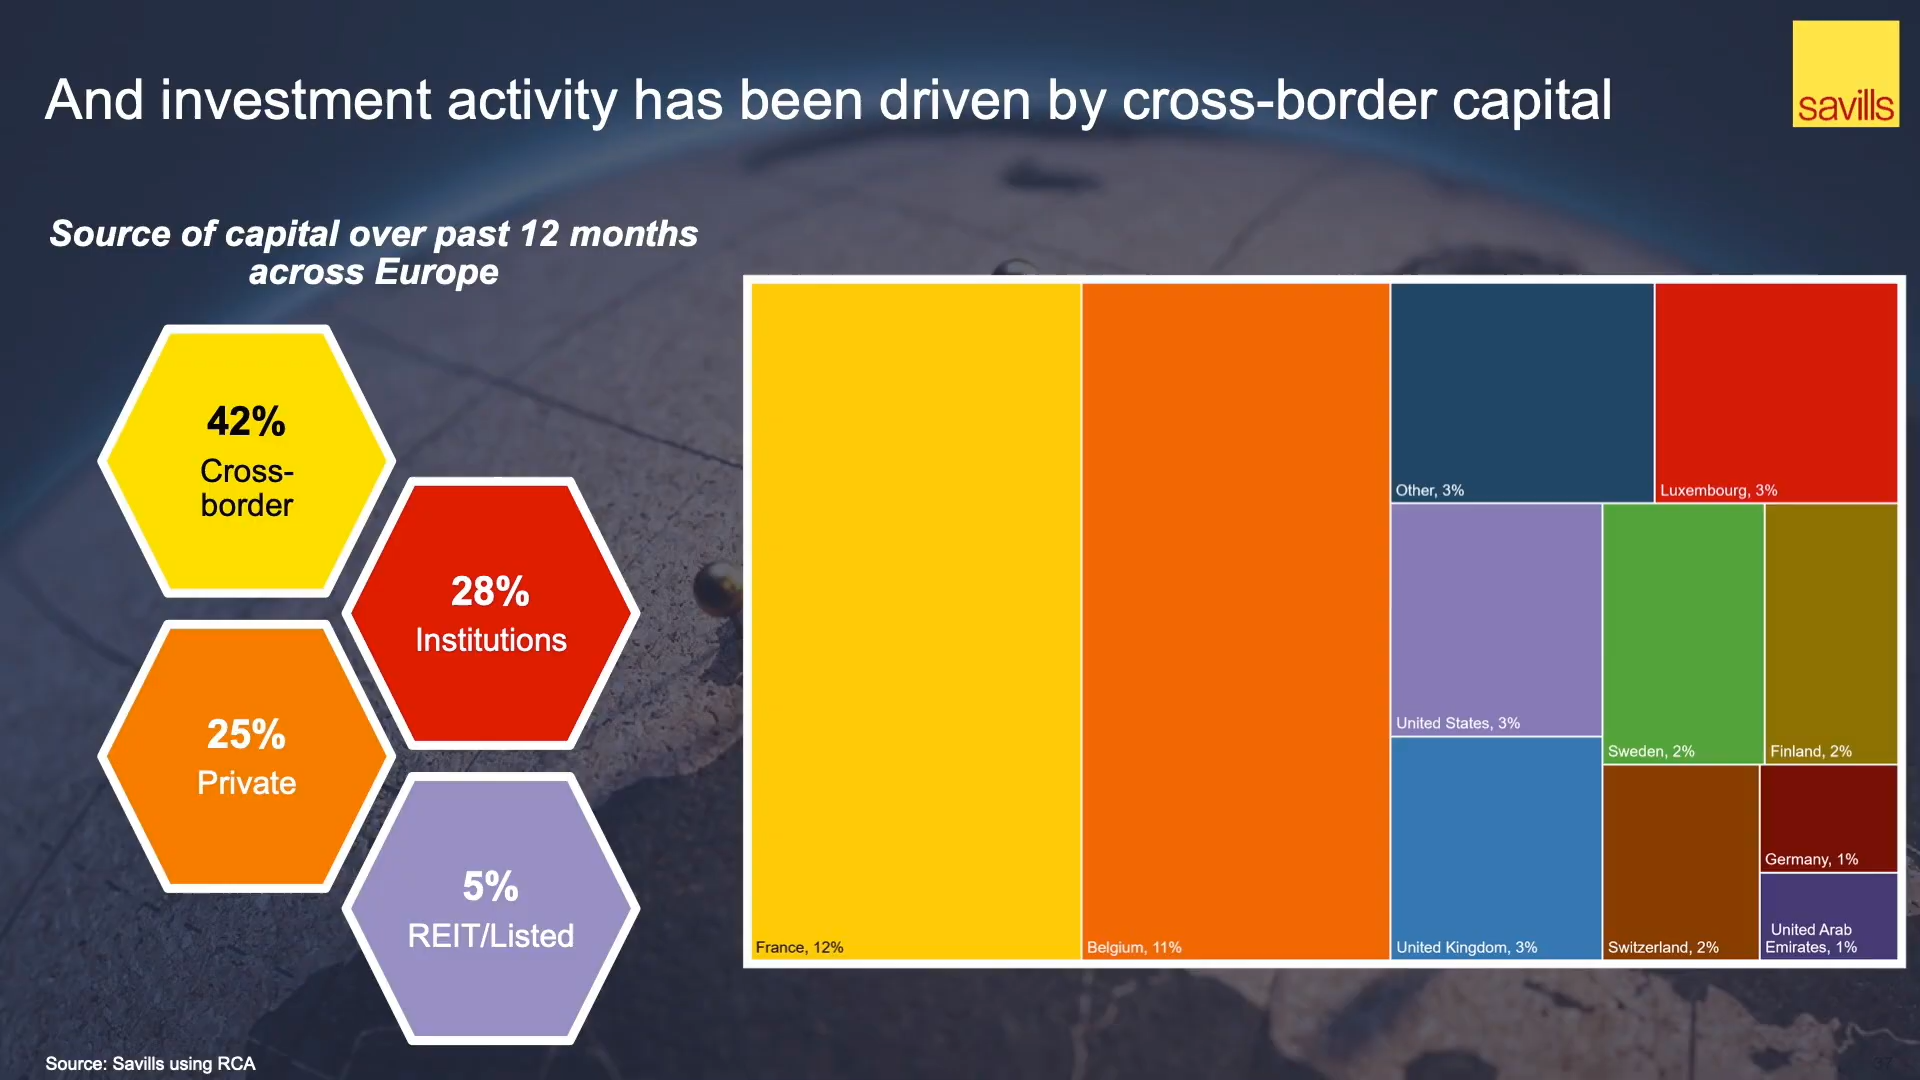 And investment activity has been driven by cross-border capital
savills
Source of capital over past 12 months
across Europe
42%
Cross-
border
28%
Institutions
25%
Private
5%
REIT/Listed
France, 12%
Belgium, 11%
Other, 3%
Luxembourg, 3%
United States, 3%
Sweden, 2%
Finland, 2%
United Kingdom, 3%
Switzerland, 2%
Germany, 1%
United Arab
Emirates, 1%
Source: Savills using RCA
37